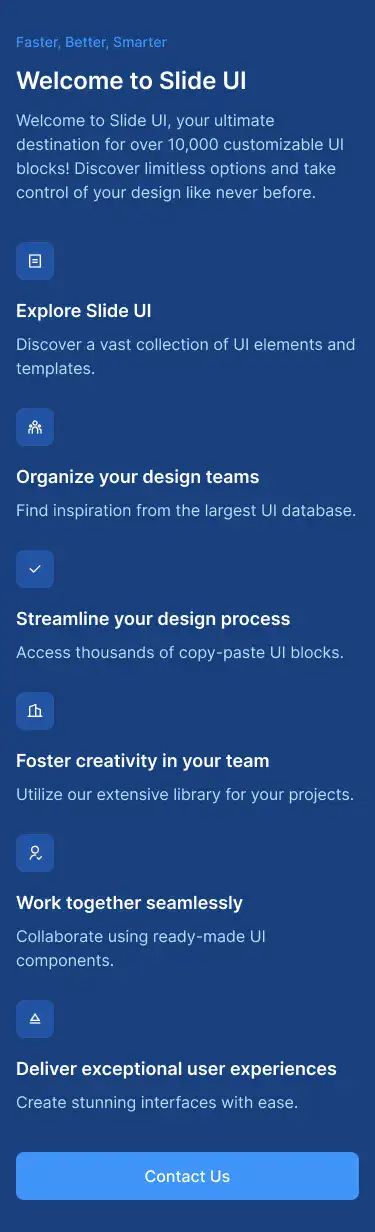 Faster, Better, Smarter
Welcome to Slide UI
Welcome to Slide UI, your ultimate
destination for over 10,000 customizable UI
blocks! Discover limitless options and take
control of your design like never before.
Explore Slide UI
Discover a vast collection of UI elements and
templates.
Organize your design teams
Find inspiration from the largest UI database.
Streamline your design process
Access thousands of copy-paste UI blocks.
Foster creativity in your team
Utilize our extensive library for your projects.
Work together seamlessly
Collaborate using ready-made UI
components.
Deliver exceptional user experiences
Create stunning interfaces with ease.
Contact Us